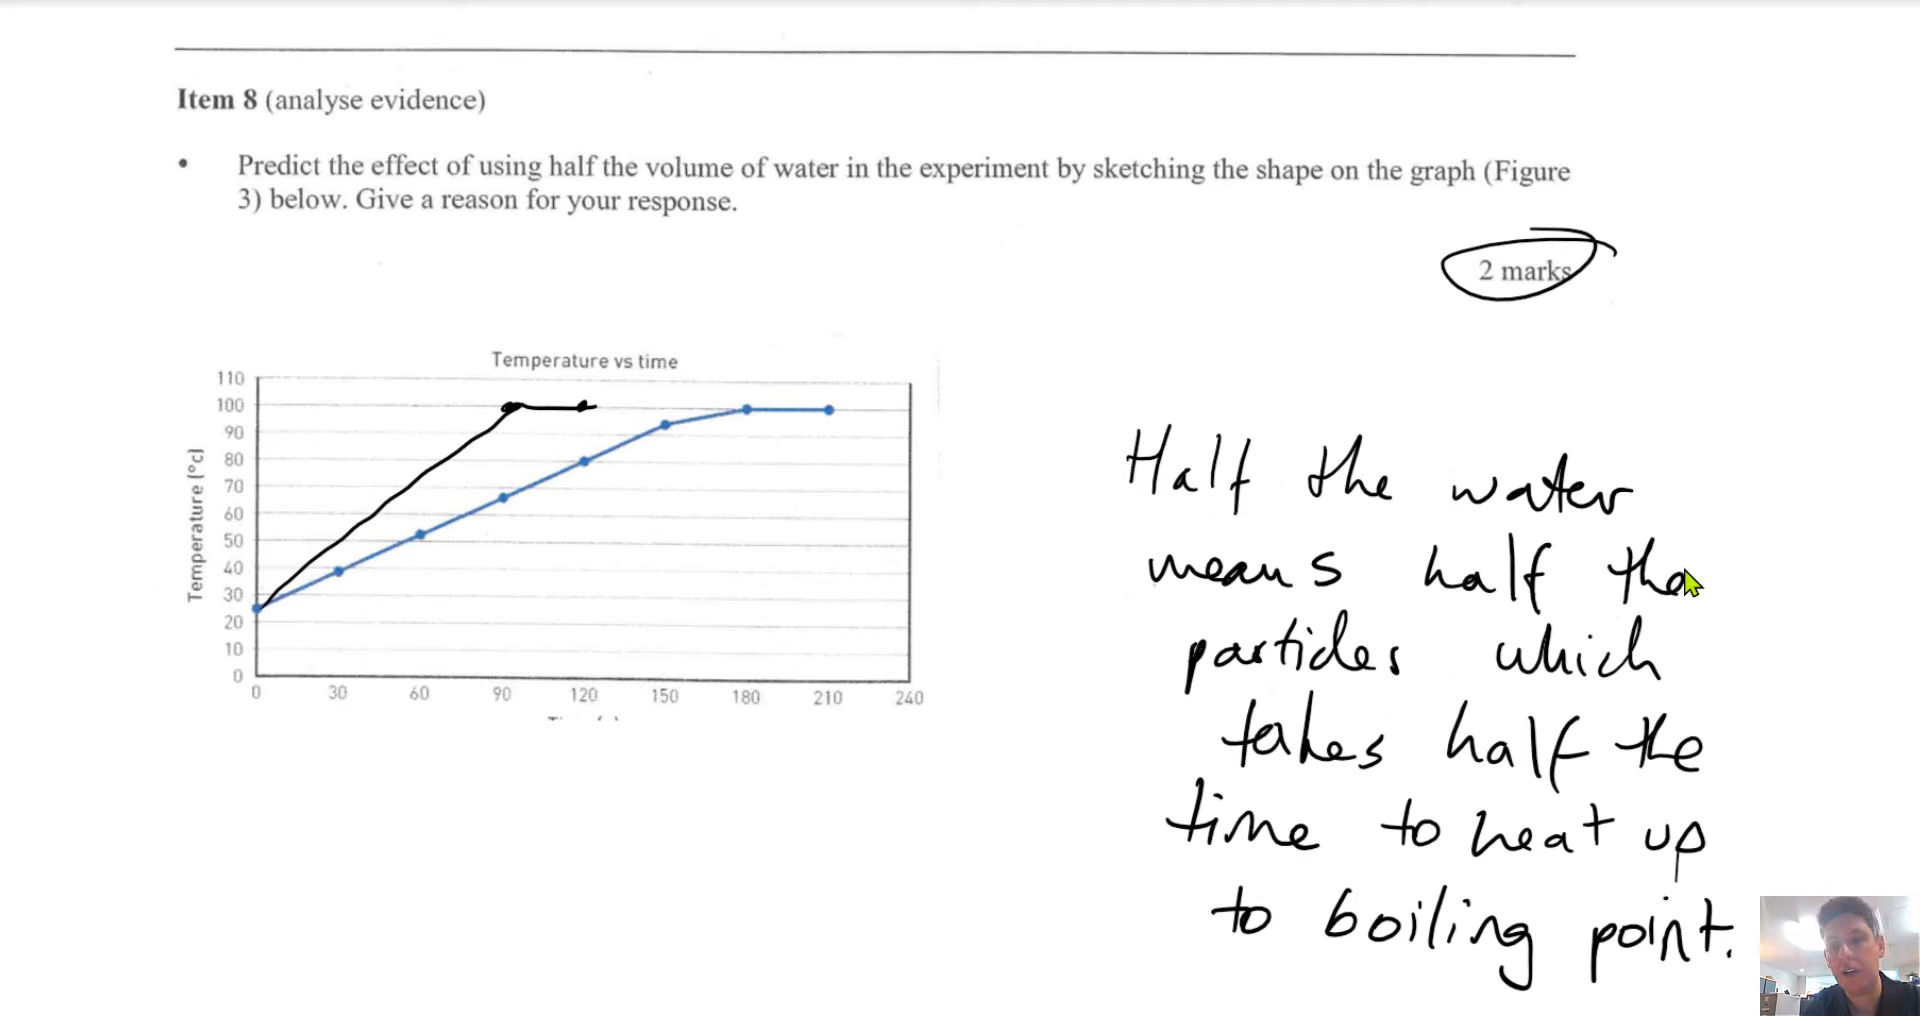 Item 8 (analyse evidence)
• Predict the effect of using half the volume of water in the experiment by sketching the shape on the graph (Figure
3) below. Give a reason for your response.
2 marks
Temperature vs time
110
100
90
80
70
60
50
40
30
20
10
0
Temperature (°c)
0 30 60 90 120 150 180 210 240
Half the water
means half the
particles which
takes half the
time to heat up
to boiling point.